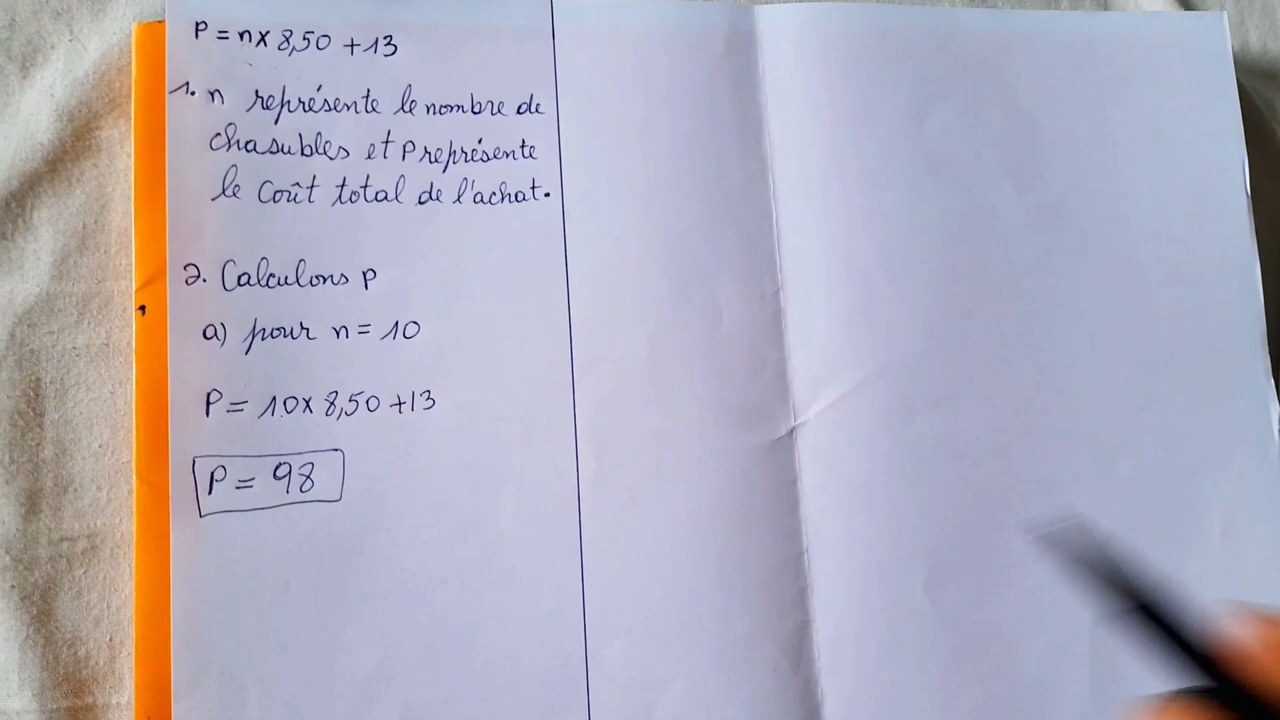 P = n x 8,50 + 13
1. n représente le nombre de
chasubles et P représente
le coût total de l'achat.
2. Calculons P
a) pour n = 10
P = 10 x 8,50 + 13
P = 98